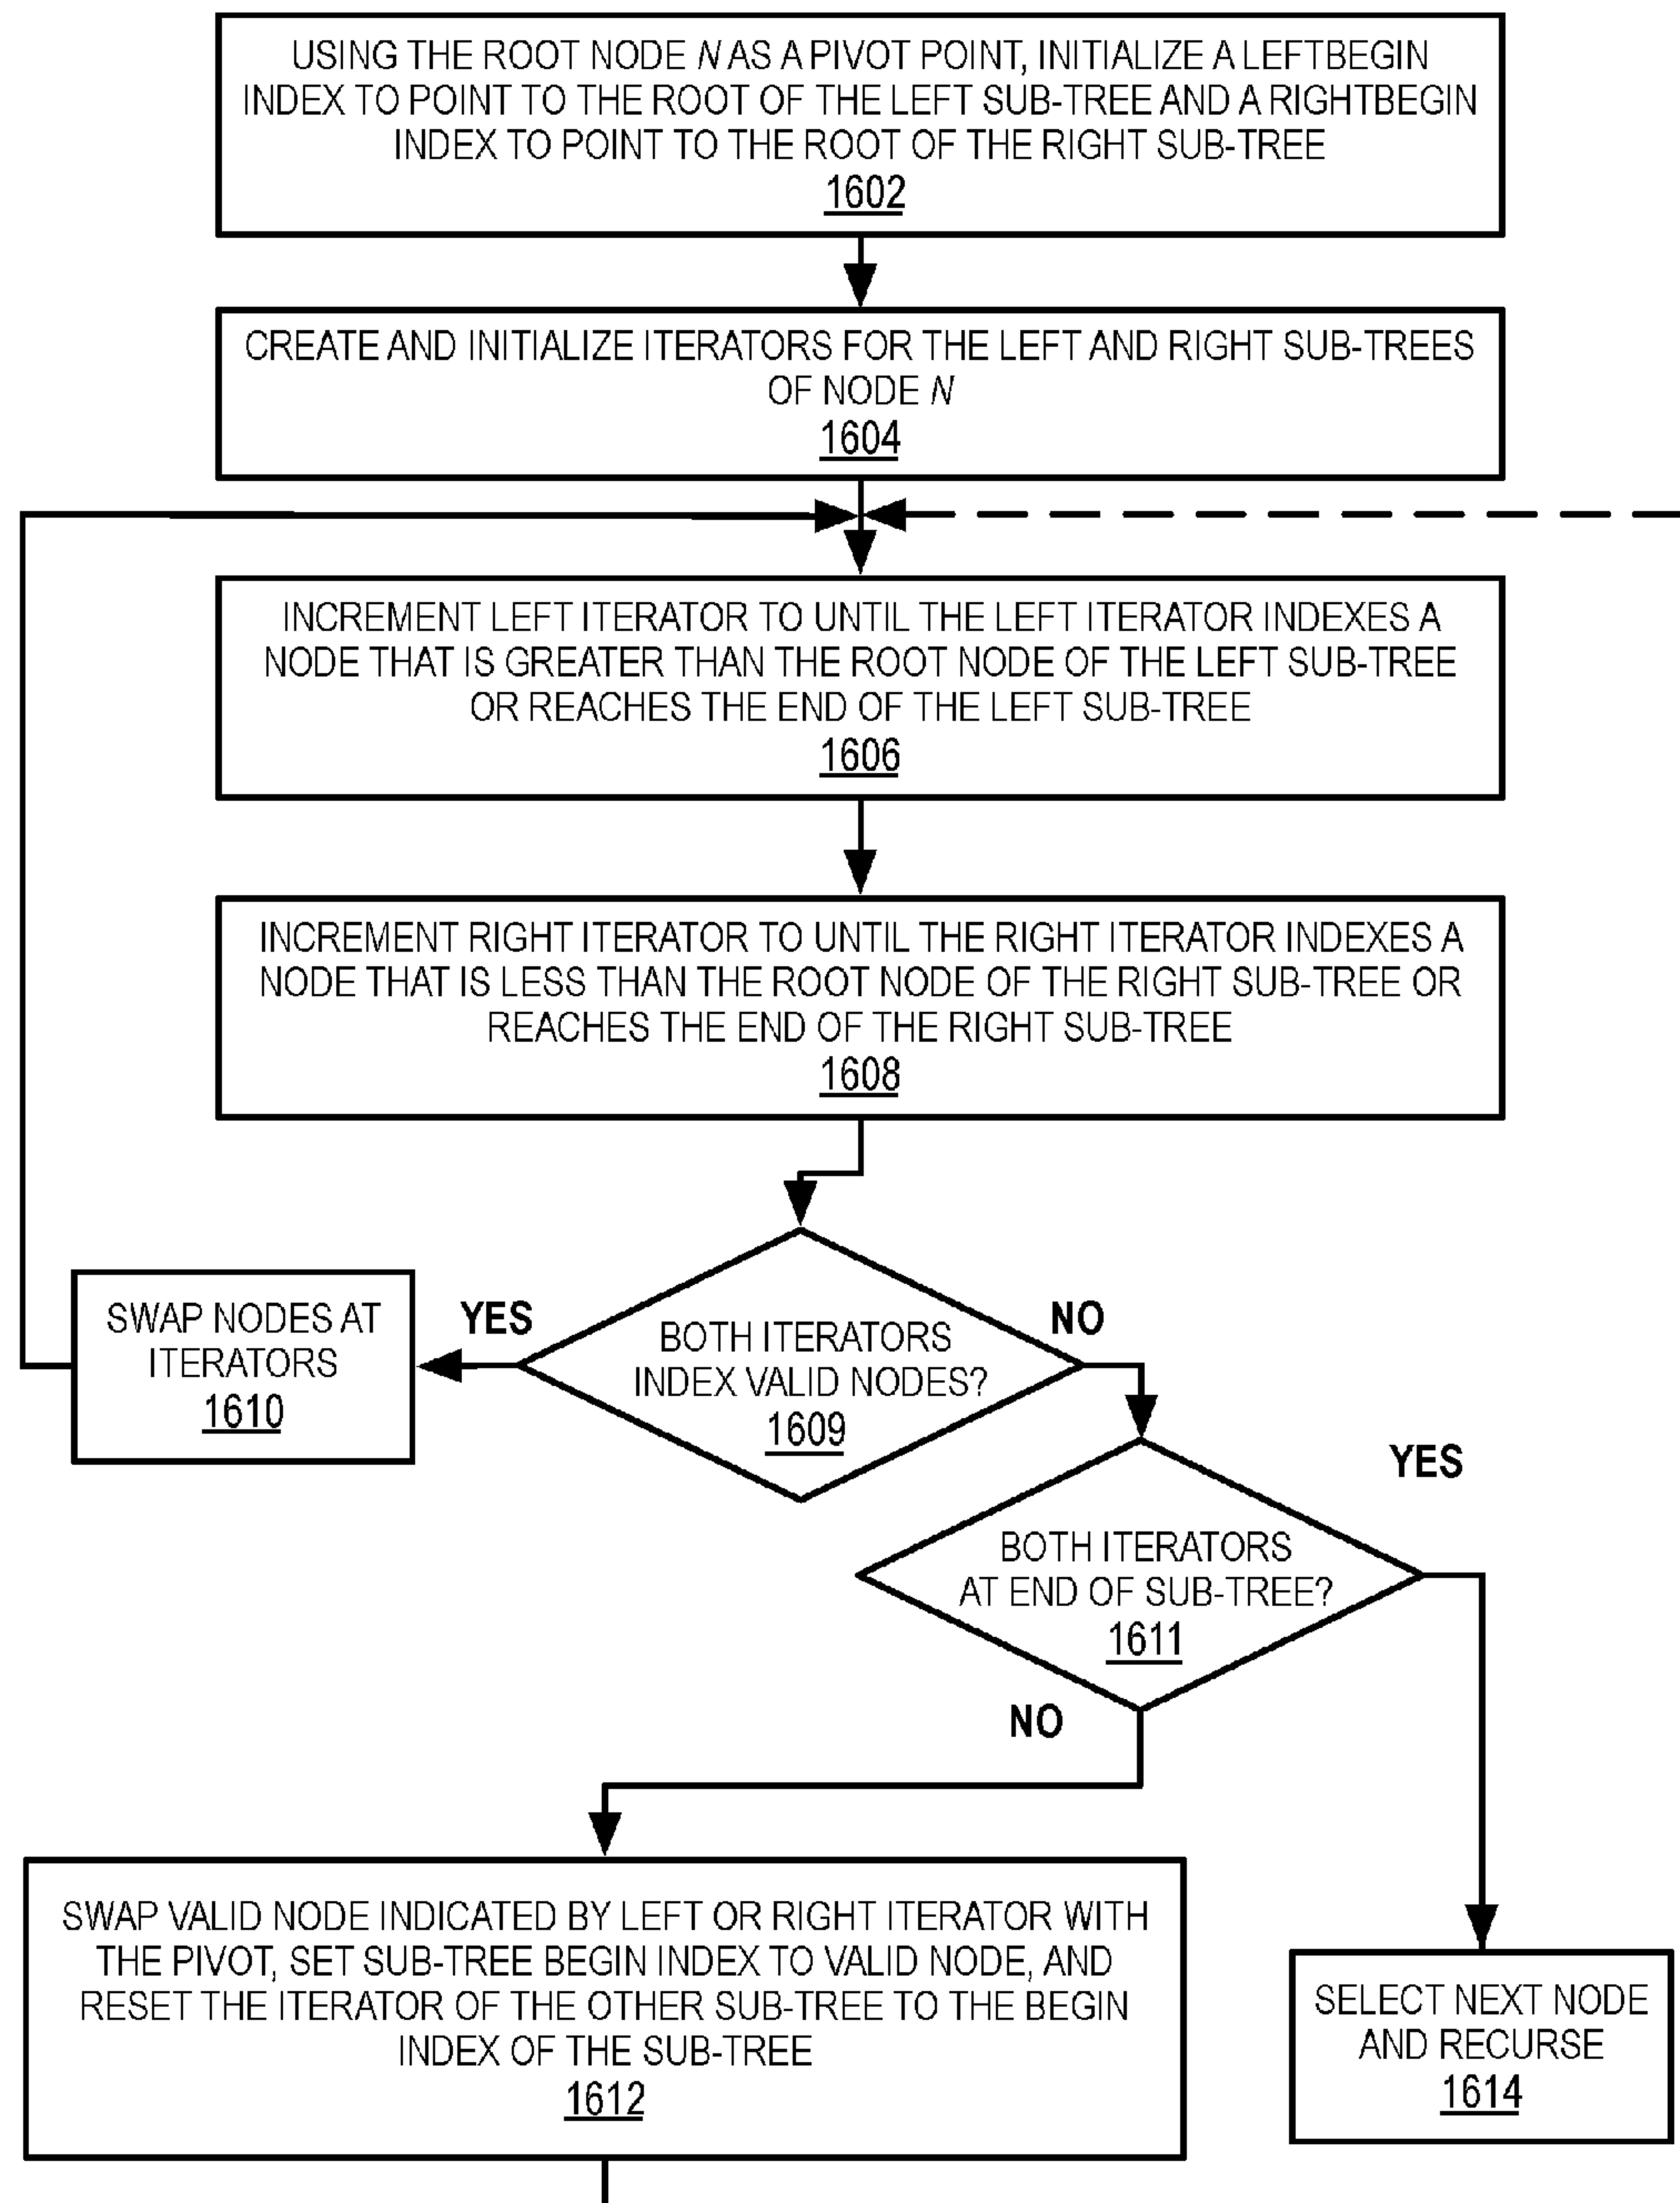 USING THE ROOT NODE N AS A PIVOT POINT, INITIALIZE A LEFTBEGIN
INDEX TO POINT TO THE ROOT OF THE LEFT SUB-TREE AND A RIGHTBEGIN
INDEX TO POINT TO THE ROOT OF THE RIGHT SUB-TREE
1602
CREATE AND INITIALIZE ITERATORS FOR THE LEFT AND RIGHT SUB-TREES
OF NODE N
1604
INCREMENT LEFT ITERATOR TO UNTIL THE LEFT ITERATOR INDEXES A
NODE THAT IS GREATER THAN THE ROOT NODE OF THE LEFT SUB-TREE
OR REACHES THE END OF THE LEFT SUB-TREE
1606
INCREMENT RIGHT ITERATOR TO UNTIL THE RIGHT ITERATOR INDEXES A
NODE THAT IS LESS THAN THE ROOT NODE OF THE RIGHT SUB-TREE OR
REACHES THE END OF THE RIGHT SUB-TREE
1608
SWAP NODES AT
ITERATORS
1610
YES
BOTH ITERATORS
INDEX VALID NODES?
1609
NO
BOTH ITERATORS
AT END OF SUB-TREE?
1611
YES
NO
SWAP VALID NODE INDICATED BY LEFT OR RIGHT ITERATOR WITH
THE PIVOT, SET SUB-TREE BEGIN INDEX TO VALID NODE, AND
RESET THE ITERATOR OF THE OTHER SUB-TREE TO THE BEGIN
INDEX OF THE SUB-TREE
1612
SELECT NEXT NODE
AND RECURSE
1614